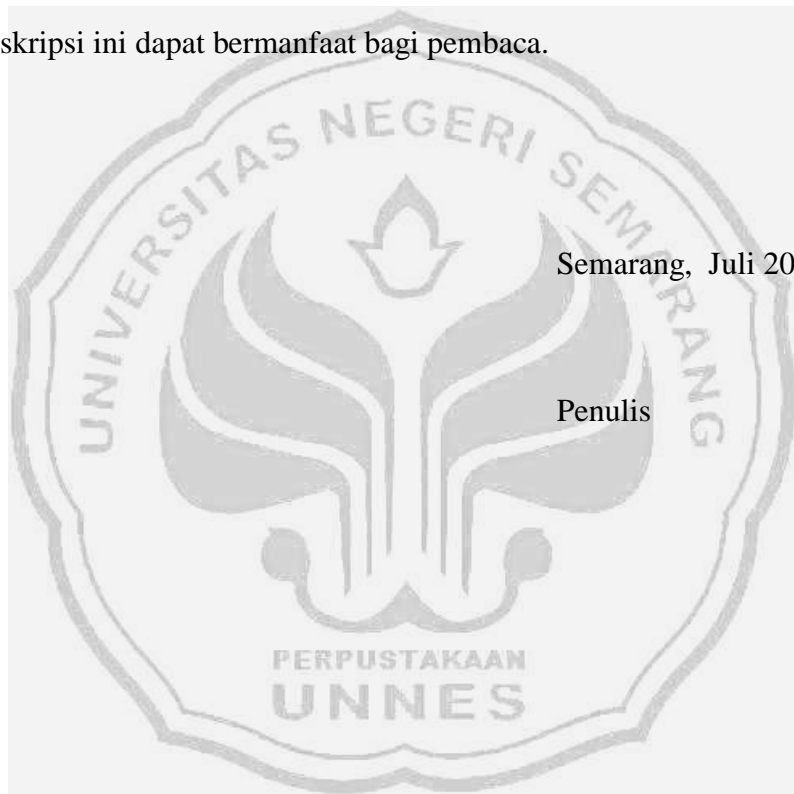 skripsi ini dapat bermanfaat bagi pembaca.
UNIVERSITAS NEGERI SEMARANG
Semarang, Juli 20
Penulis
PERPUSTAKAAN
UNNES